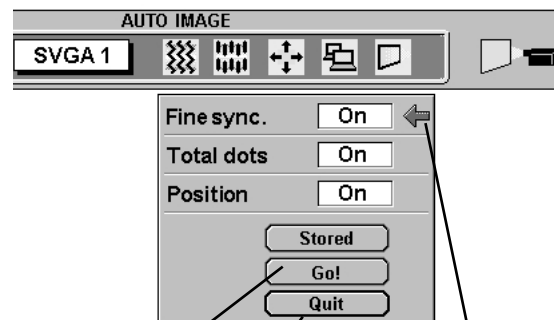 AUTO IMAGE
SVGA 1
Fine sync. On
Total dots On
Position On
Stored
Go!
Quit